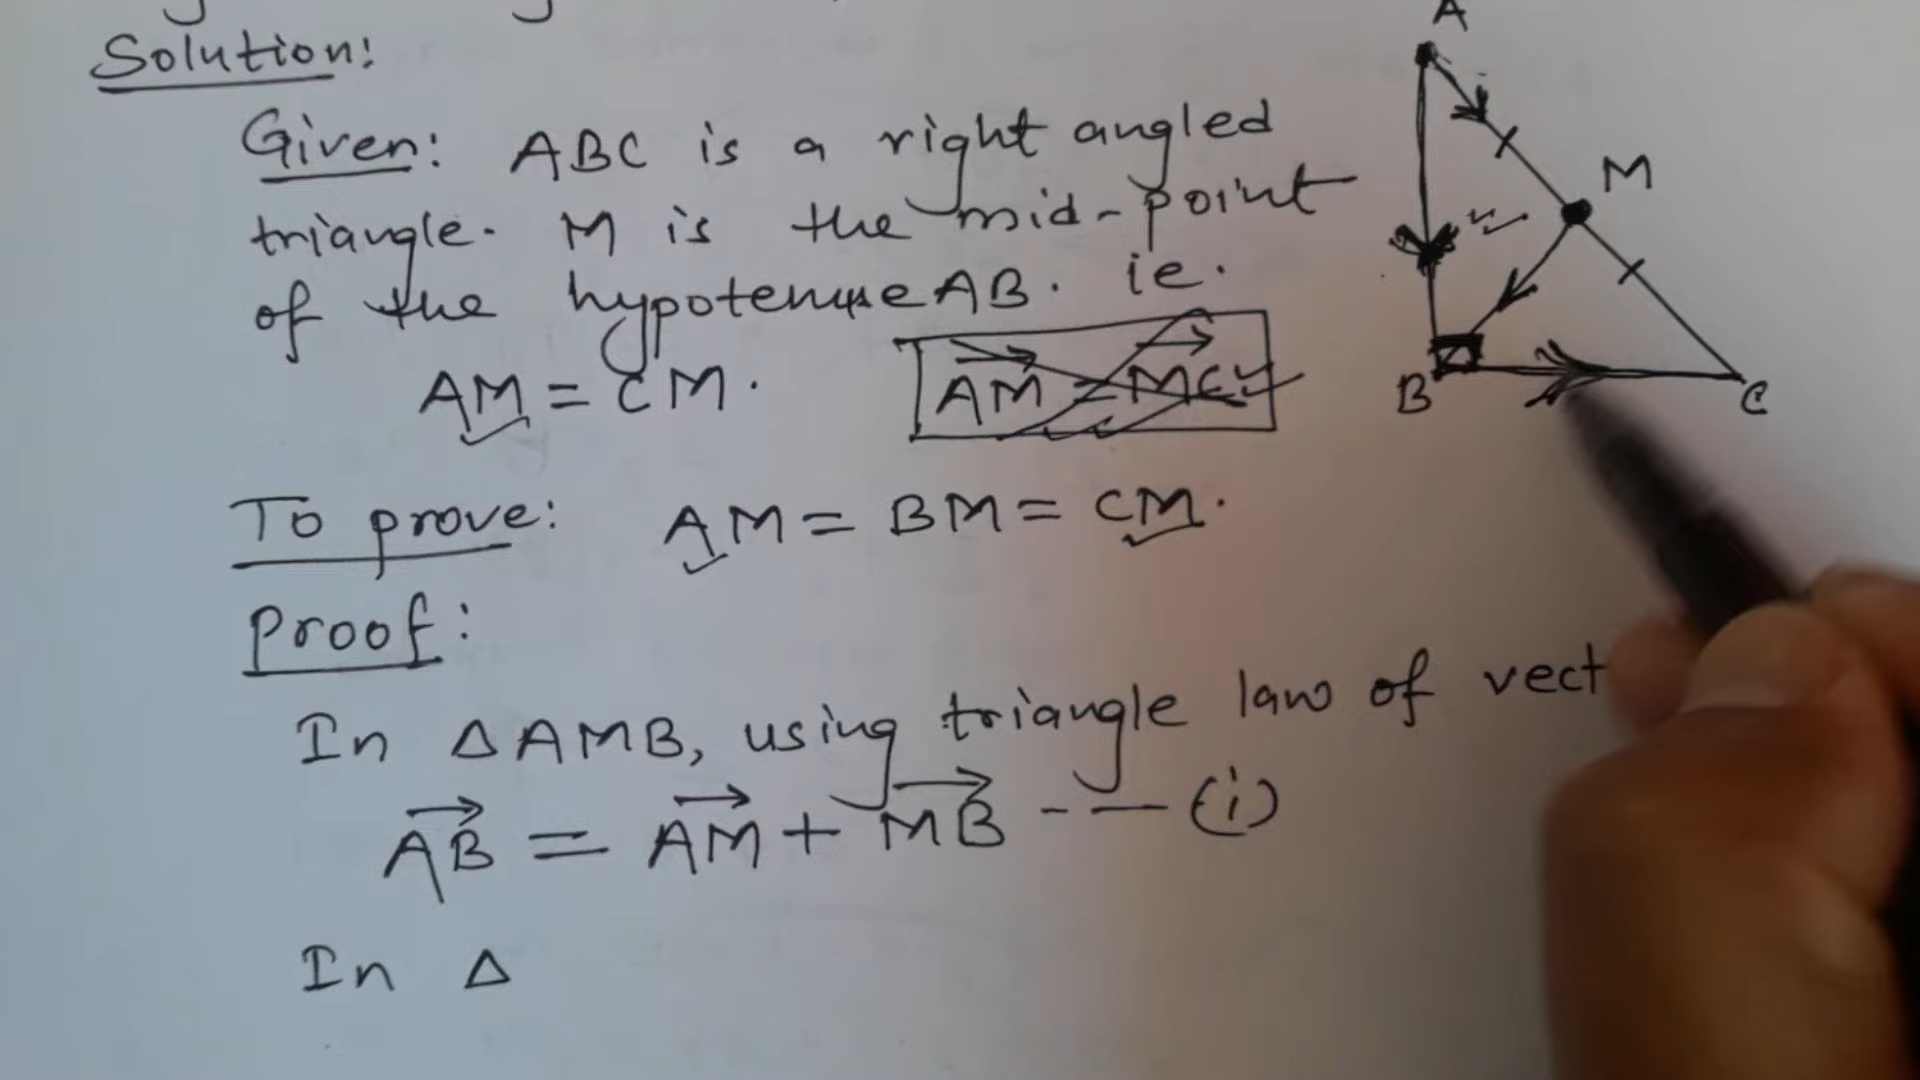 Solution:
Given: ABC is a right angled
triangle. M is the mid-point
of the hypotenuse AB. ie.
AM = CM.
To prove: AM = BM = CM.
Proof:
In △AMB, using triangle law of vect
AB = AM + MB - — (i)
In △
A
M
B
C